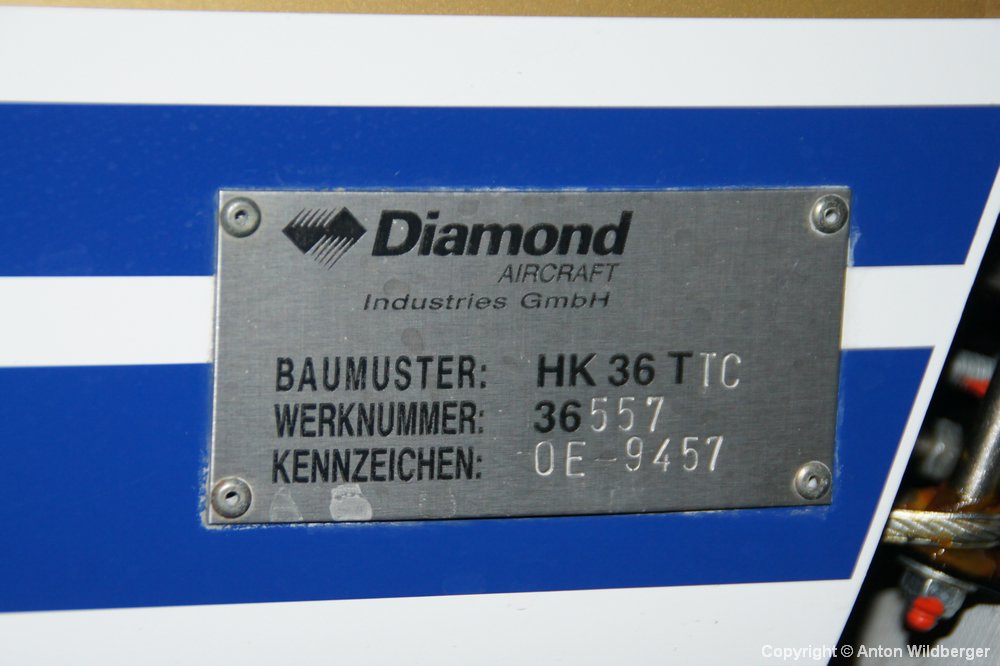 Diamond
AIRCRAFT
Industries GmbH
BAUMUSTER: HK 36 TTC
WERKNUMMER: 36557
KENNZEICHEN: OE-9457
Copyright © Anton Wildberger